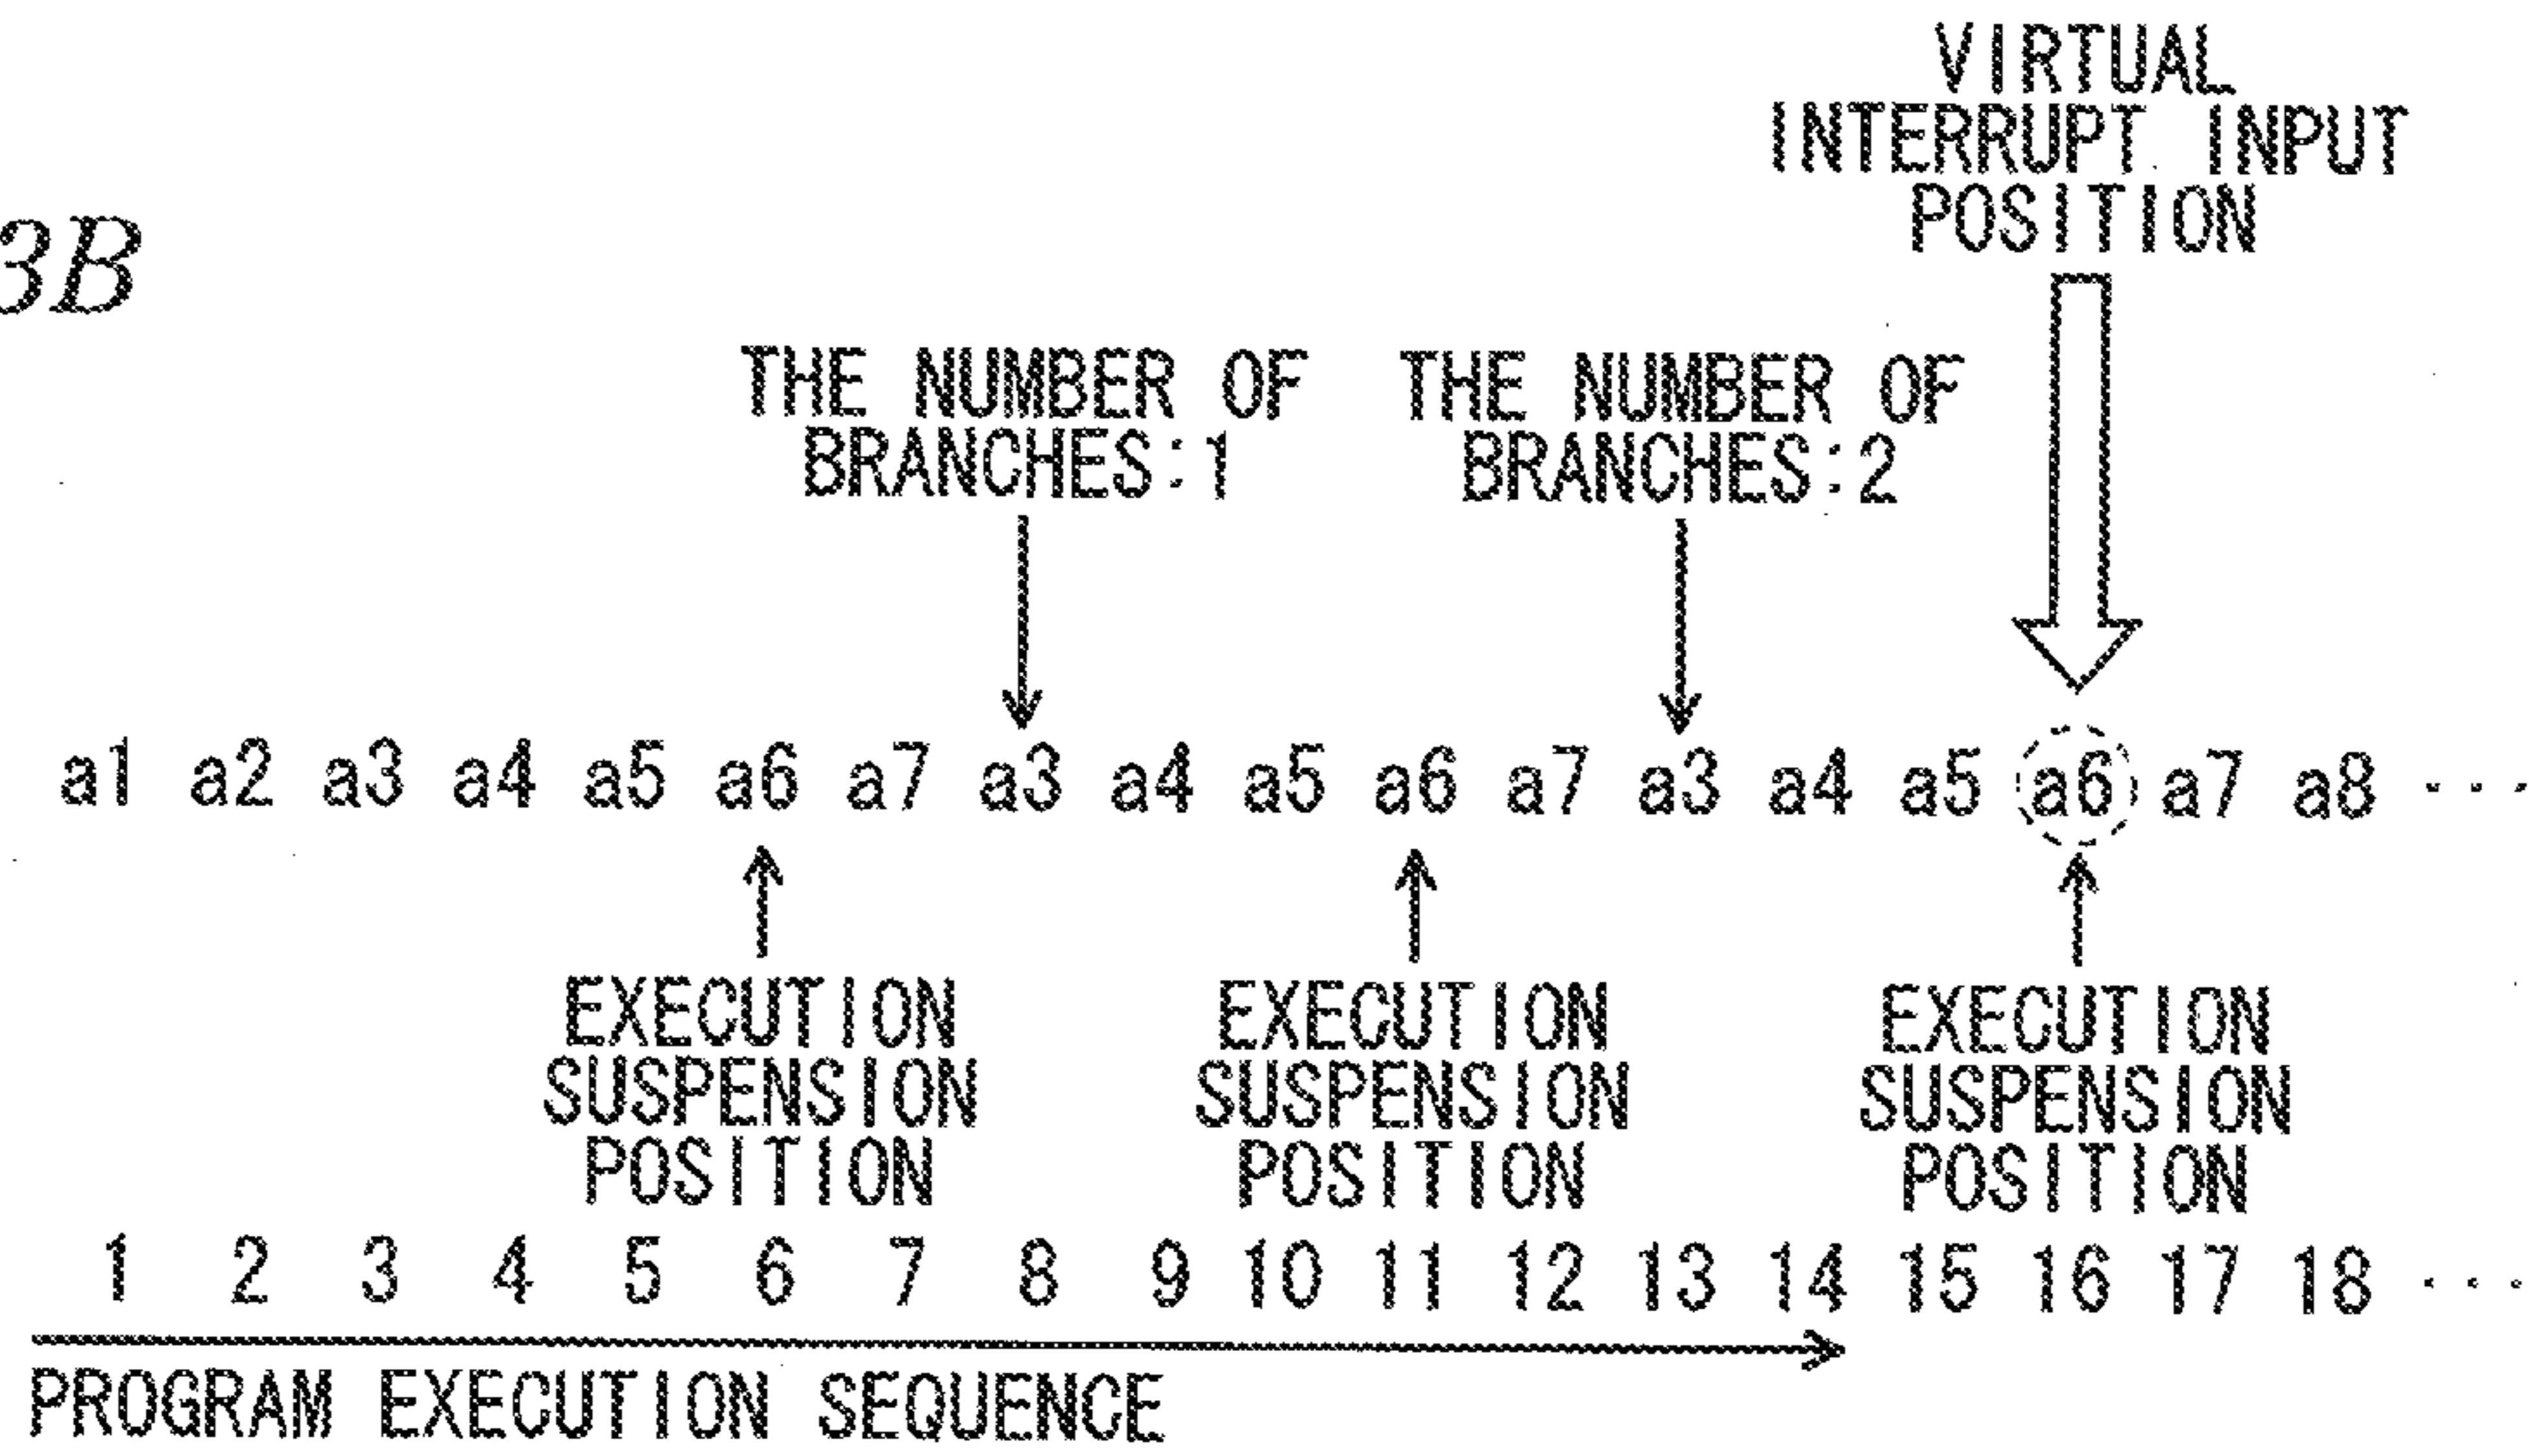 VIRTUAL
INTERRUPT INPUT
POSITION
3B
THE NUMBER OF
BRANCHES:1
THE NUMBER OF
BRANCHES:2
a1 a2 a3 a4 a5 a6 a7 a3 a4 a5 a6 a7 a3 a4 a5 a6 a7 a8 ...
EXECUTION
SUSPENSION
POSITION
EXECUTION
SUSPENSION
POSITION
EXECUTION
SUSPENSION
POSITION
1 2 3 4 5 6 7 8 9 10 11 12 13 14 15 16 17 18 ...
PROGRAM EXECUTION SEQUENCE